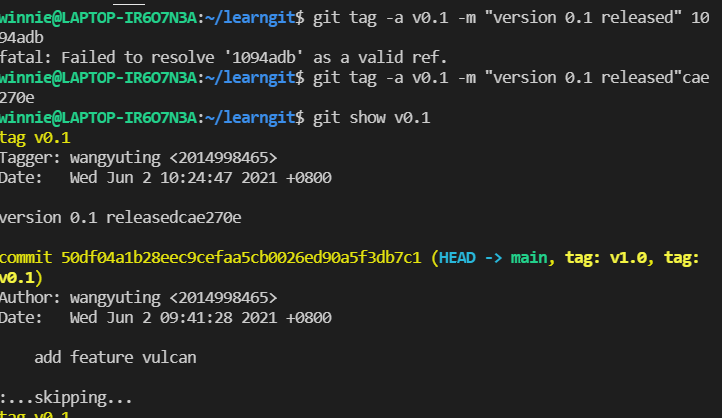 winnie@LAPTOP-IR6O7N3A:~/learngit$ git tag -a v0.1 -m "version 0.1 released" 10
94adb
fatal: Failed to resolve '1094adb' as a valid ref.
winnie@LAPTOP-IR6O7N3A:~/learngit$ git tag -a v0.1 -m "version 0.1 released"cae
270e
winnie@LAPTOP-IR6O7N3A:~/learngit$ git show v0.1
tag v0.1
Tagger: wangyuting <2014998465>
Date:   Wed Jun 2 10:24:47 2021 +0800
version 0.1 releasedcae270e
commit 50df04a1b28eec9cefaa5cb0026ed90a5f3db7c1 (HEAD -> main, tag: v1.0, tag:
v0.1)
Author: wangyuting <2014998465>
Date:   Wed Jun 2 09:41:28 2021 +0800
    add feature vulcan
:...skipping...
tag v0.1